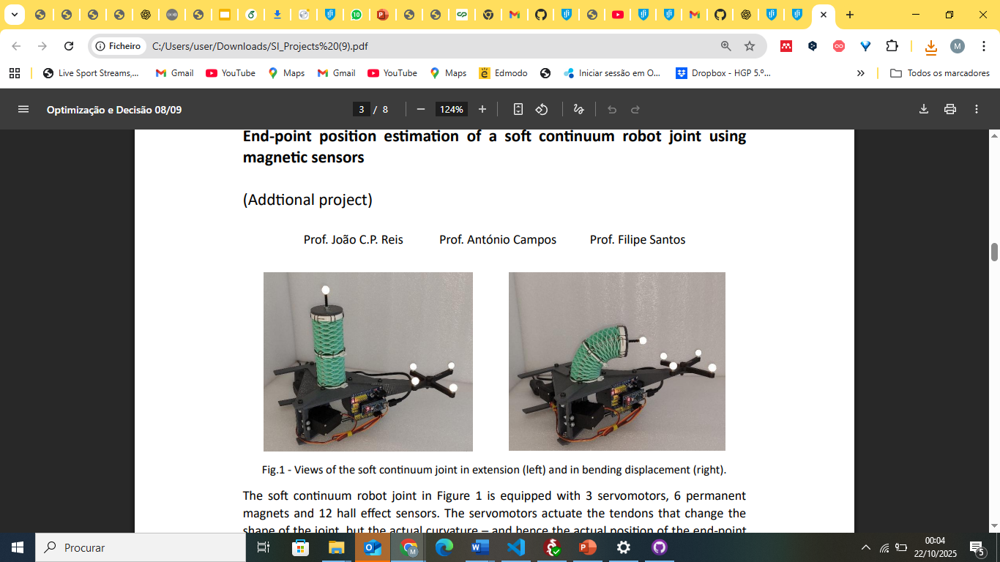 10
Ficheiro
C:/Users/user/Downloads/SI_Projects%20(9).pdf
M
Live Sport Streams,...
Gmail
YouTube
Maps
Gmail
YouTube
Maps
Edmodo
Iniciar sessão em O...
Dropbox - HGP 5.º...
»
Todos os marcadores
Optimização e Decisão 08/09
3 / 8
124%
End-point position estimation of a soft continuum robot joint using
magnetic sensors
(Addtional project)
Prof. João C.P. Reis Prof. António Campos Prof. Filipe Santos
Fig.1 - Views of the soft continuum joint in extension (left) and in bending displacement (right).
The soft continuum robot joint in Figure 1 is equipped with 3 servomotors, 6 permanent
magnets and 12 hall effect sensors. The servomotors actuate the tendons that change the
shape of the joint, but the actual curvature – and hence the actual position of the end-point
Procurar
00:04
22/10/2025
5